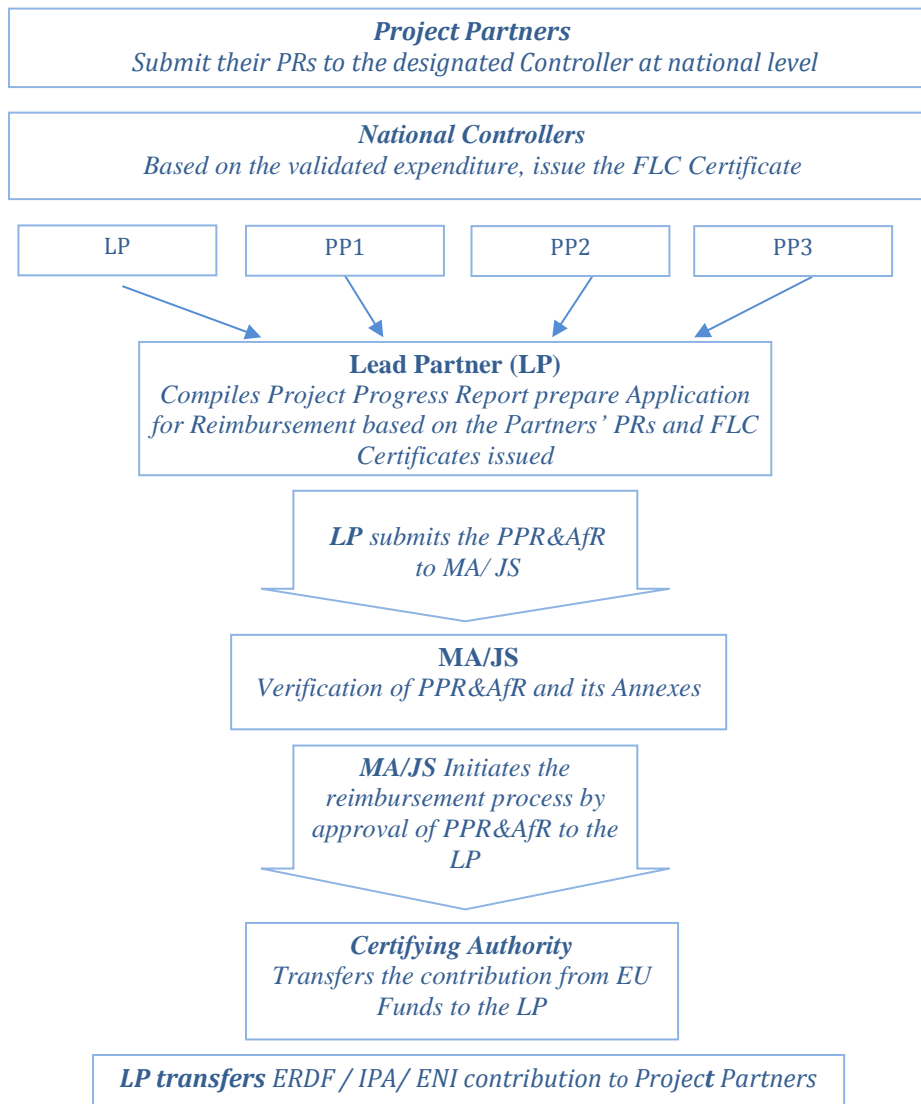 Project Partners
Submit their PRs to the designated Controller at national level
National Controllers
Based on the validated expenditure, issue the FLC Certificate
LP
PP1
PP2
PP3
Lead Partner (LP)
Compiles Project Progress Report prepare Application
for Reimbursement based on the Partners’ PRs and FLC
Certificates issued
LP submits the PPR&AfR
to MA/ JS
MA/JS
Verification of PPR&AfR and its Annexes
MA/JS Initiates the
reimbursement process by
approval of PPR&AfR to the
LP
Certifying Authority
Transfers the contribution from EU
Funds to the LP
LP transfers ERDF / IPA/ ENI contribution to Project Partners